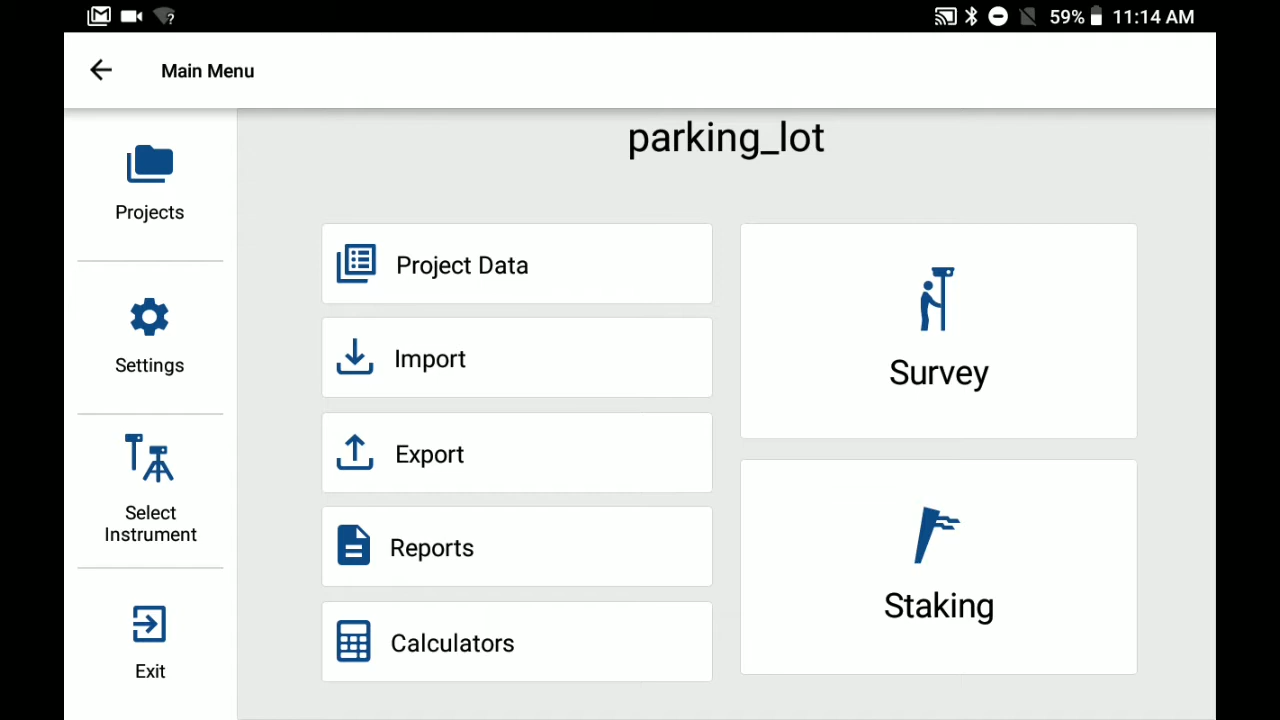 59% 11:14 AM
Main Menu
parking_lot
Projects
Settings
Select
Instrument
Exit
Project Data
Import
Export
Reports
Calculators
Survey
Staking